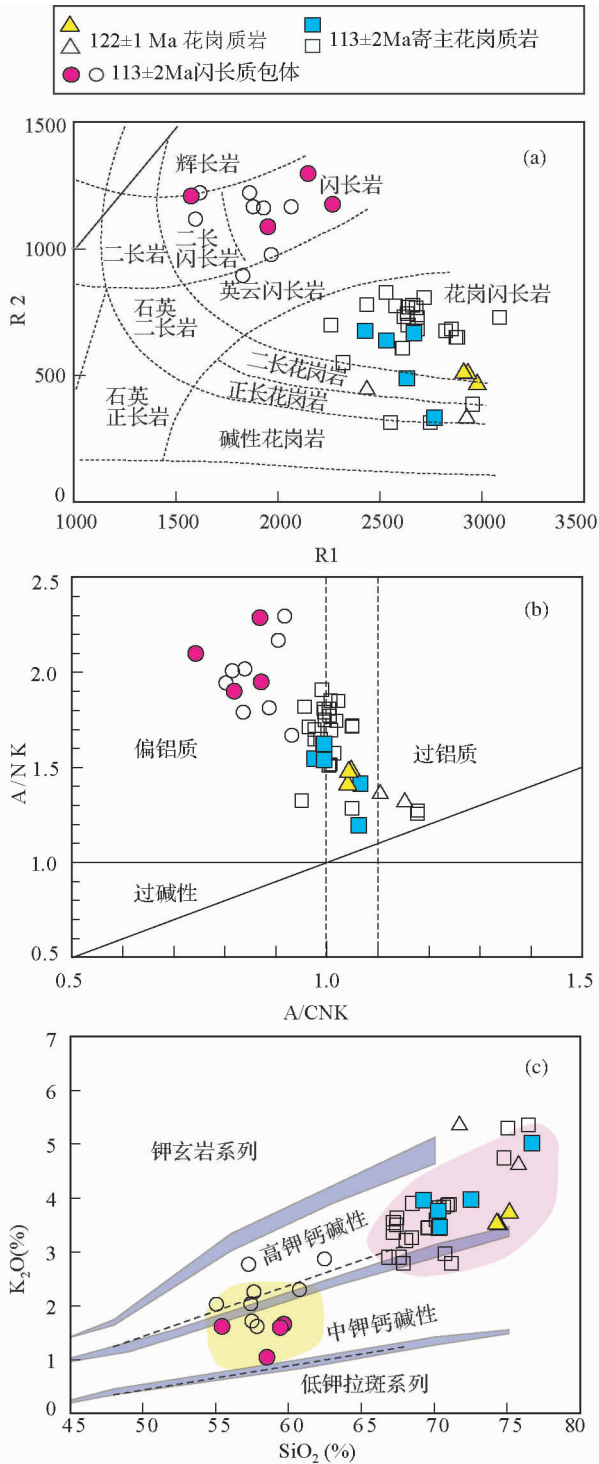 122±1 Ma 花岗质岩
113±2Ma寄主花岗质岩
113±2Ma闪长质包体
(a)
R 2
1500
1000
500
0
辉长岩
闪长岩
二长岩
二长
闪长岩
英云闪长岩
花岗闪长岩
石英
二长岩
二长花岗岩
正长花岗岩
石英
正长岩
碱性花岗岩
1000
1500
2000
2500
3000
3500
R1
(b)
A/N K
2.5
2.0
1.5
1.0
0.5
偏铝质
过铝质
过碱性
0.5
1.0
1.5
A/CNK
(c)
K₂O(%)
7
6
5
4
3
2
1
0
钾玄岩系列
高钾钙碱性
中钾钙碱性
低钾拉斑系列
45
50
55
60
65
70
75
80
SiO₂ (%)